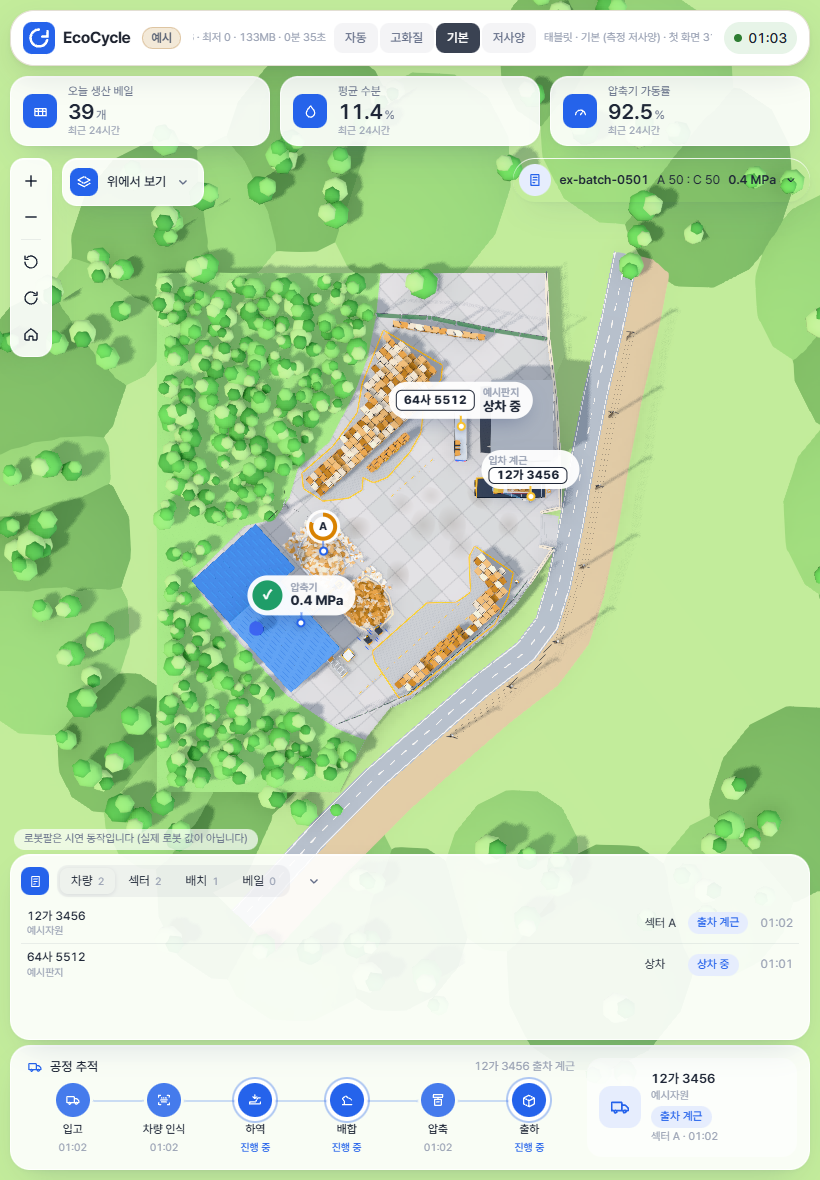 EcoCycle
예시
· 최저 0 · 133MB · 0분 35초
자동
고화질
기본
저사양
태블릿 · 기본 (측정 저사양) · 첫 화면
01:03
오늘 생산 베일
39개
최근 24시간
평균 수분
11.4%
최근 24시간
압축기 가동률
92.5%
최근 24시간
위에서 보기
ex-batch-0501 A 50 : C 50 0.4 MPa
64사 5512
예시판지
상차 중
입차 계근
12가 3456
A
압축기
0.4 MPa
로봇팔은 시연 동작입니다 (실제 로봇 값이 아닙니다)
차량 2
섹터 2
배치 1
베일 0
12가 3456
예시자원
섹터 A
출차 계근
01:02
64사 5512
예시판지
상차
상차 중
01:01
공정 추적
12가 3456 출차 계근
입고
01:02
차량 인식
01:02
하역
진행 중
배합
진행 중
압축
01:02
출하
진행 중
12가 3456
예시자원
출차 계근
섹터 A · 01:02